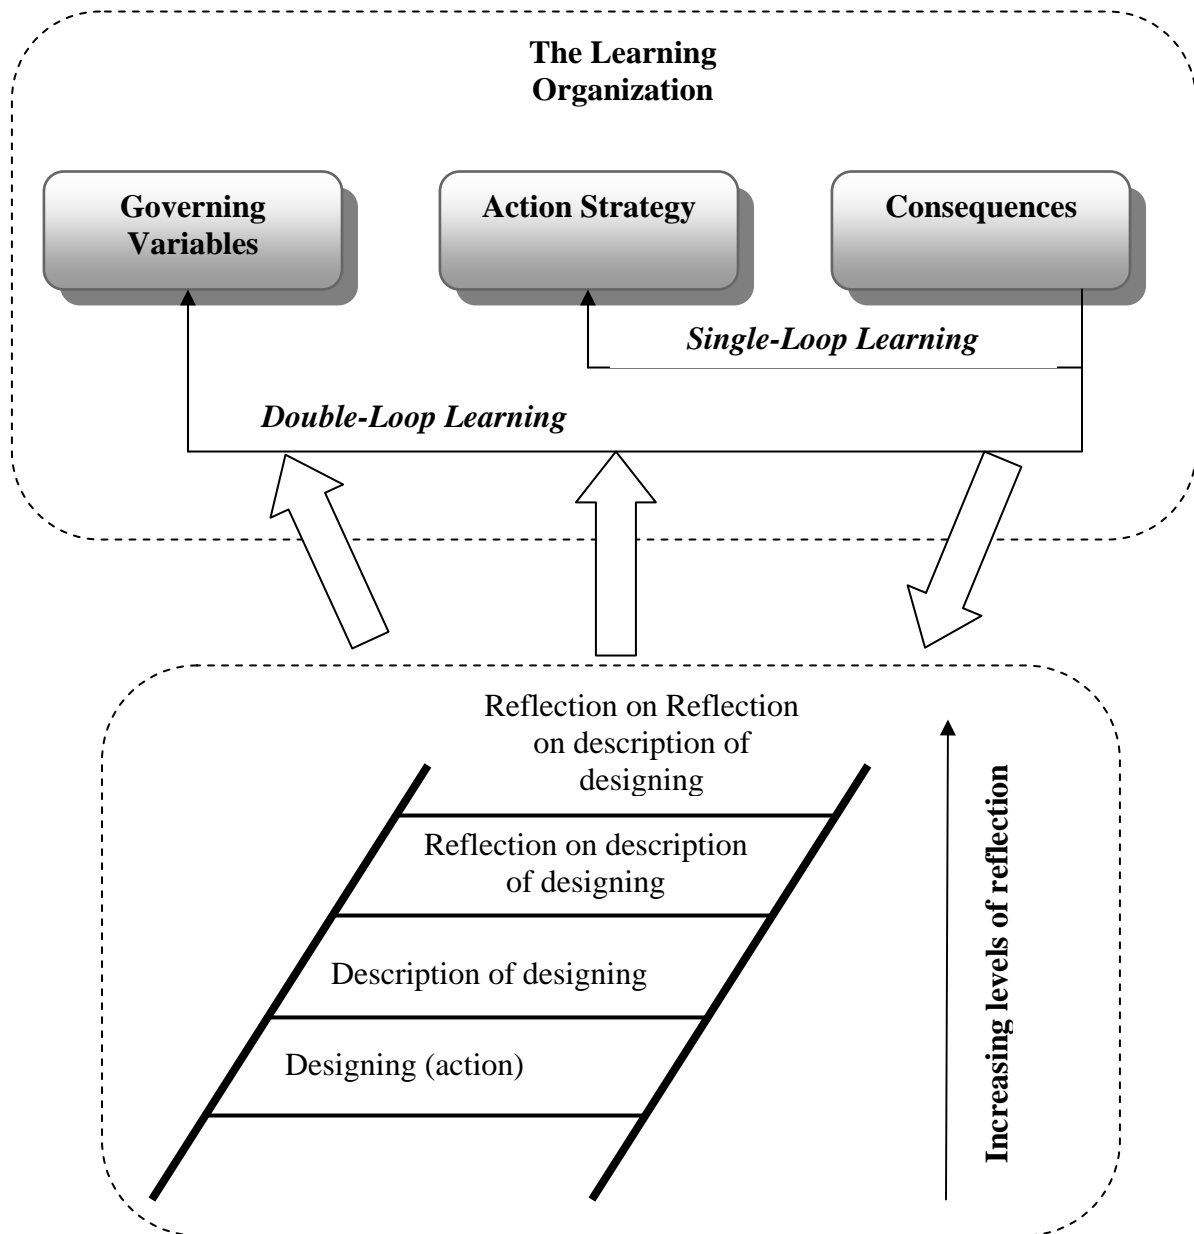 The Learning
Organization
Governing
Variables
Action Strategy
Consequences
Single-Loop Learning
Double-Loop Learning
Reflection on Reflection
on description of
designing
Reflection on description
of designing
Description of designing
Designing (action)
Increasing levels of reflection